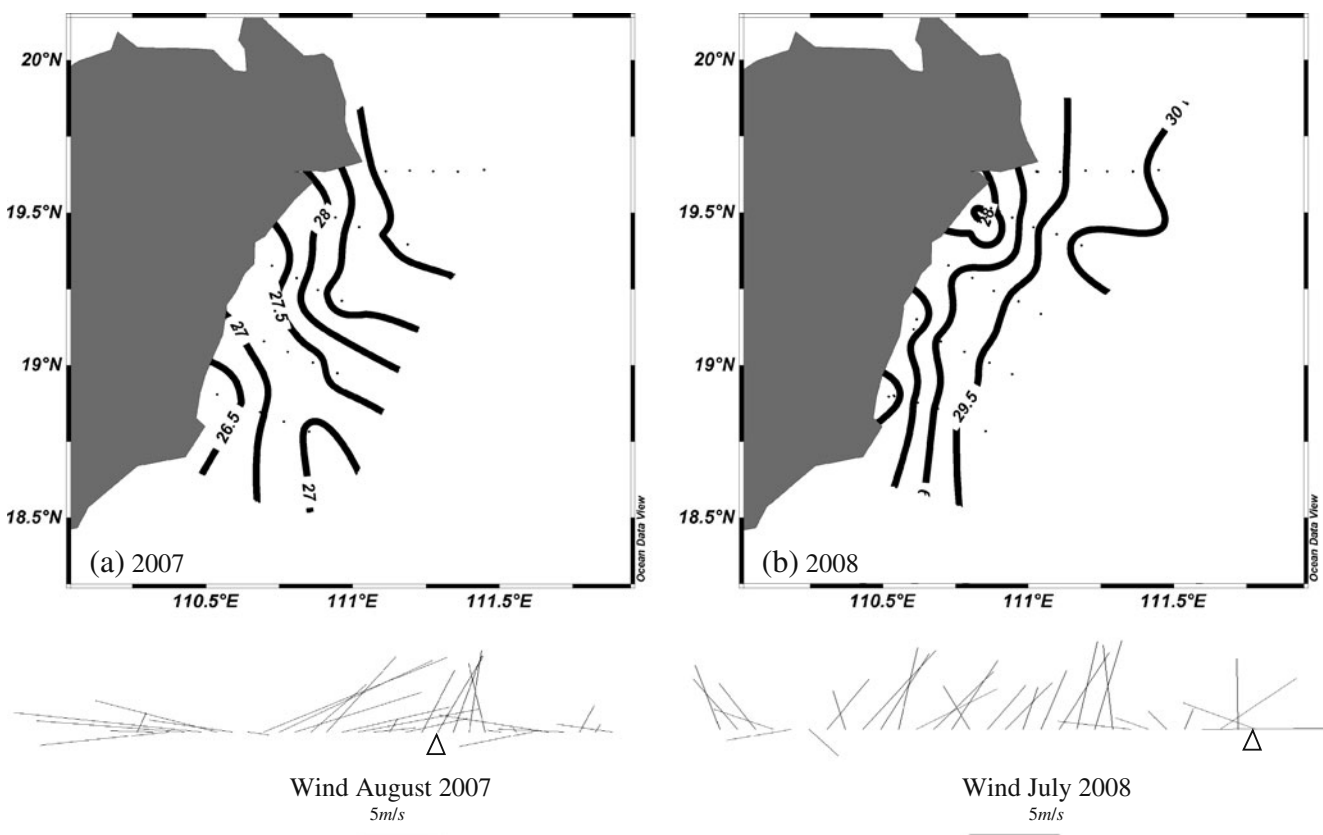 20°N
19.5°N
19°N
18.5°N
28
27.5
27
26.5
27
(a) 2007
Ocean Data View
110.5°E 111°E 111.5°E
20°N
19.5°N
19°N
18.5°N
30
28
29.5
(b) 2008
Ocean Data View
110.5°E 111°E 111.5°E
Wind August 2007
5m/s
Wind July 2008
5m/s